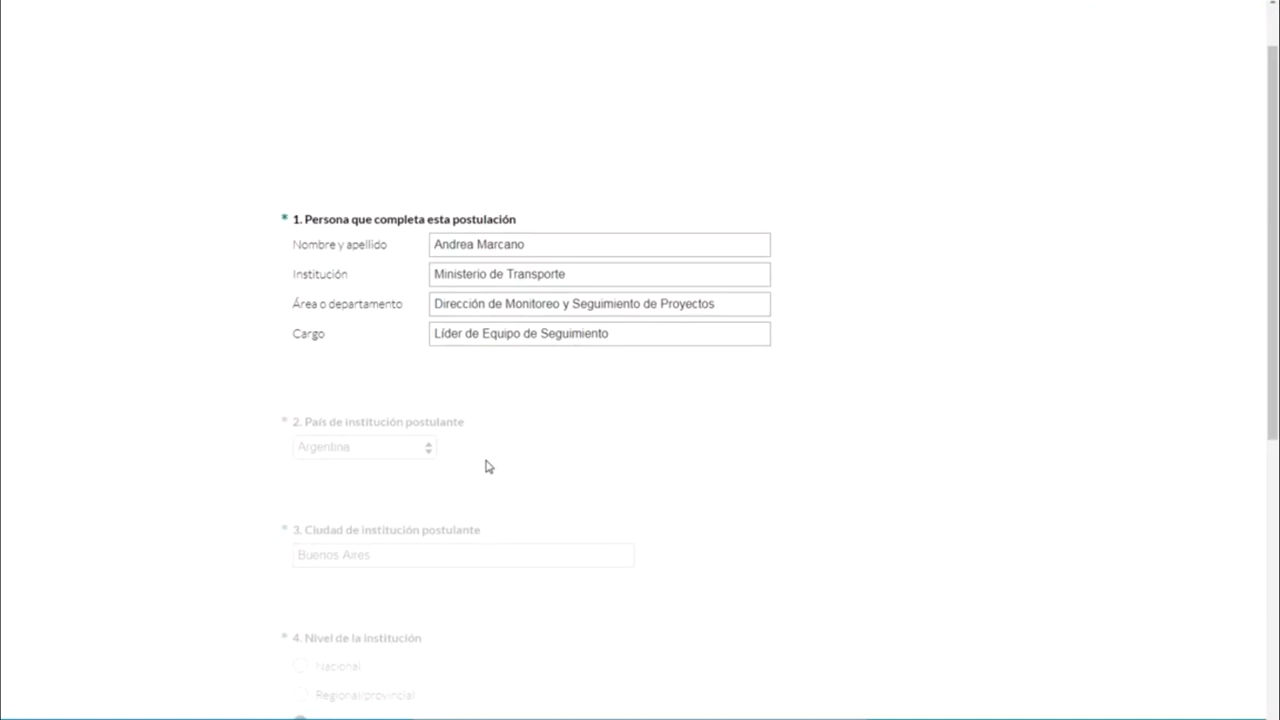 * 1. Persona que completa esta postulación
Nombre y apellido Andrea Marcano
Institución Ministerio de Transporte
Área o departamento Dirección de Monitoreo y Seguimiento de Proyectos
Cargo Líder de Equipo de Seguimiento
* 2. País de institución postulante
Argentina
* 3. Ciudad de institución postulante
Buenos Aires
* 4. Nivel de la institución
Nacional
Regional/provincial